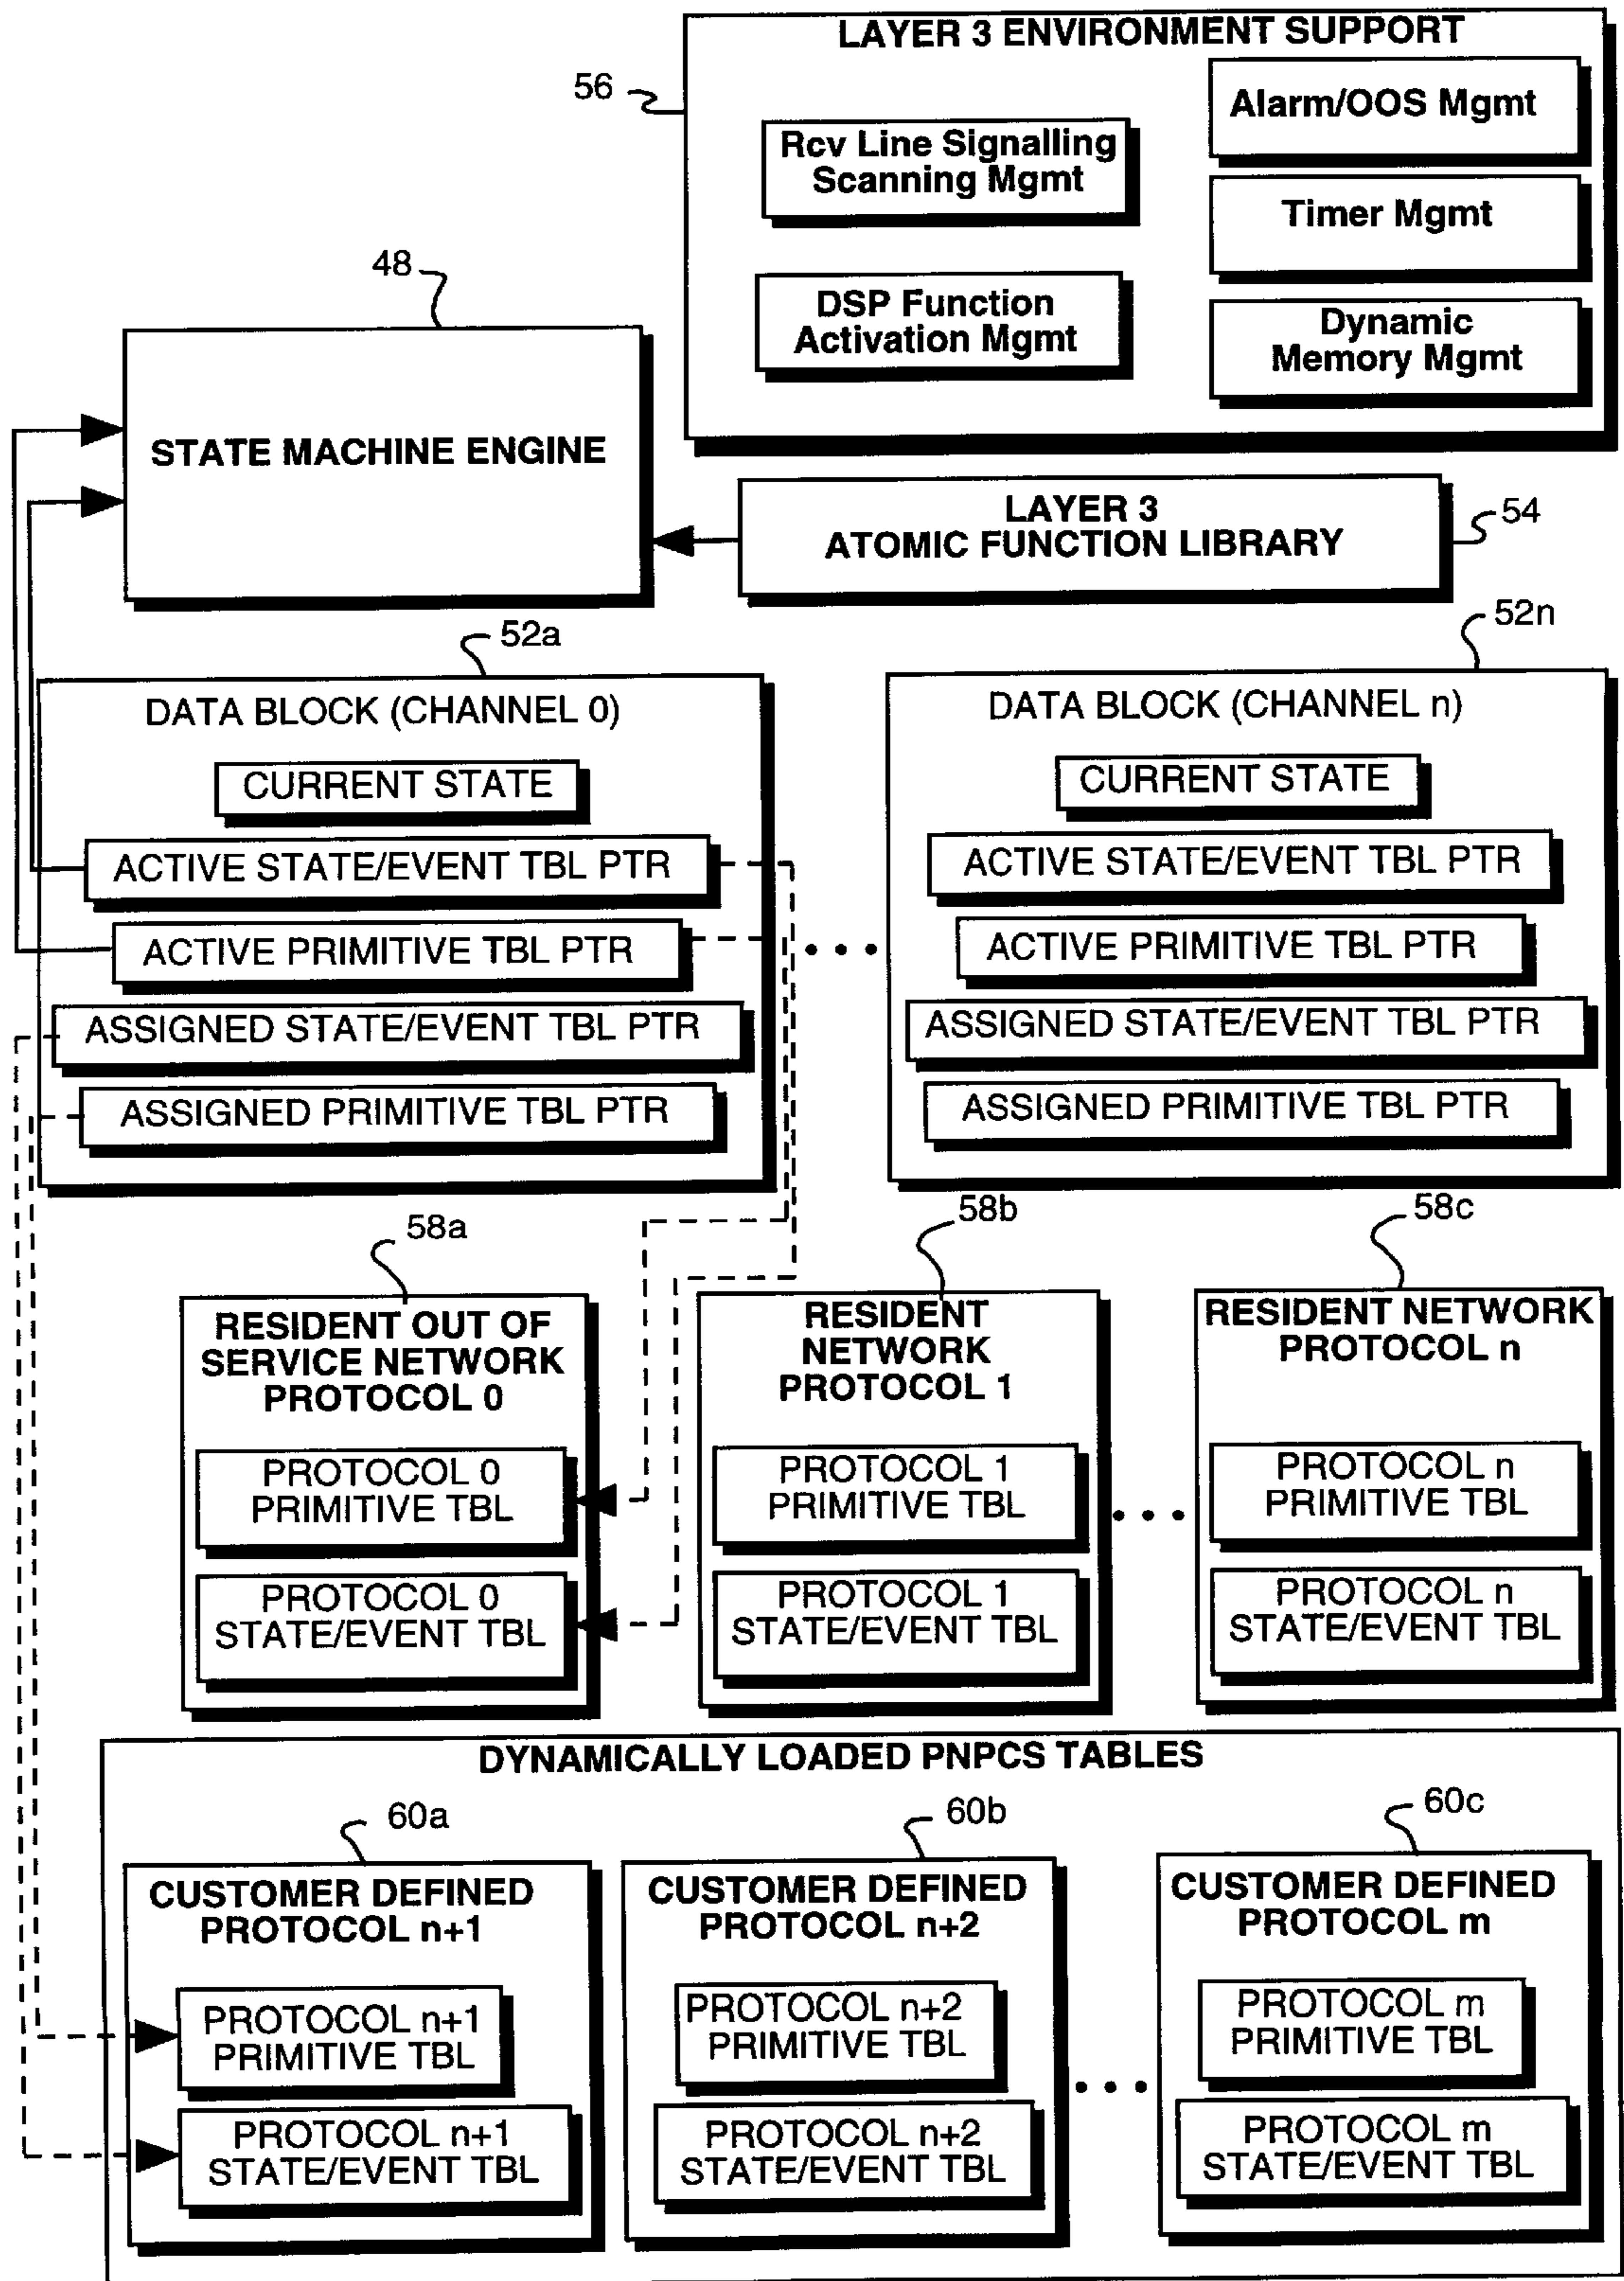 LAYER 3 ENVIRONMENT SUPPORT
56
Alarm/OOS Mgmt
Rcv Line Signalling
Scanning Mgmt
Timer Mgmt
DSP Function
Activation Mgmt
Dynamic
Memory Mgmt
48
STATE MACHINE ENGINE
LAYER 3
ATOMIC FUNCTION LIBRARY
54
52a
DATA BLOCK (CHANNEL 0)
CURRENT STATE
ACTIVE STATE/EVENT TBL PTR
ACTIVE PRIMITIVE TBL PTR
ASSIGNED STATE/EVENT TBL PTR
ASSIGNED PRIMITIVE TBL PTR
52n
DATA BLOCK (CHANNEL n)
CURRENT STATE
ACTIVE STATE/EVENT TBL PTR
ACTIVE PRIMITIVE TBL PTR
ASSIGNED STATE/EVENT TBL PTR
ASSIGNED PRIMITIVE TBL PTR
58a
RESIDENT OUT OF
SERVICE NETWORK
PROTOCOL 0
PROTOCOL 0
PRIMITIVE TBL
PROTOCOL 0
STATE/EVENT TBL
58b
RESIDENT
NETWORK
PROTOCOL 1
PROTOCOL 1
PRIMITIVE TBL
PROTOCOL 1
STATE/EVENT TBL
58c
RESIDENT NETWORK
PROTOCOL n
PROTOCOL n
PRIMITIVE TBL
PROTOCOL n
STATE/EVENT TBL
DYNAMICALLY LOADED PNPCS TABLES
60a
CUSTOMER DEFINED
PROTOCOL n+1
PROTOCOL n+1
PRIMITIVE TBL
PROTOCOL n+1
STATE/EVENT TBL
60b
CUSTOMER DEFINED
PROTOCOL n+2
PROTOCOL n+2
PRIMITIVE TBL
PROTOCOL n+2
STATE/EVENT TBL
60c
CUSTOMER DEFINED
PROTOCOL m
PROTOCOL m
PRIMITIVE TBL
PROTOCOL m
STATE/EVENT TBL